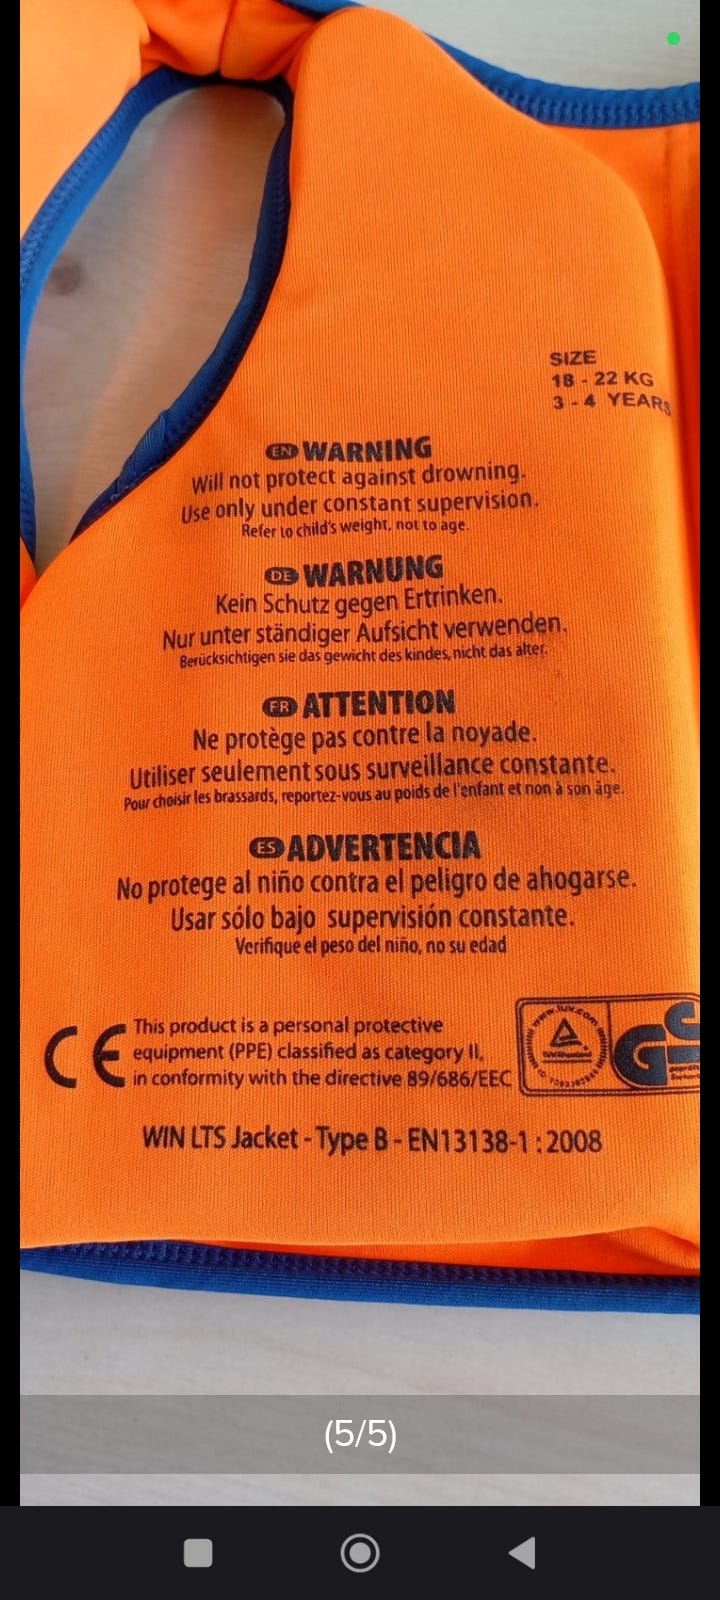 SIZE
18 - 22 KG
3 - 4 YEARS
EN WARNING
Will not protect against drowning.
Use only under constant supervision.
Refer to child's weight, not to age.
DE WARNUNG
Kein Schutz gegen Ertrinken.
Nur unter ständiger Aufsicht verwenden.
Berücksichtigen sie das gewicht des kindes, nicht das alter.
FR ATTENTION
Ne protège pas contre la noyade.
Utiliser seulement sous surveillance constante.
Pour choisir les brassards, reportez-vous au poids de l'enfant et non à son âge.
ES ADVERTENCIA
No protege al niño contra el peligro de ahogarse.
Usar sólo bajo supervisión constante.
Verifique el peso del niño, no su edad
CE
This product is a personal protective
equipment (PPE) classified as category II,
in conformity with the directive 89/686/EEC
www.tuv.com
TÜVRheinland
GS
WIN LTS Jacket - Type B - EN13138-1 : 2008
(5/5)